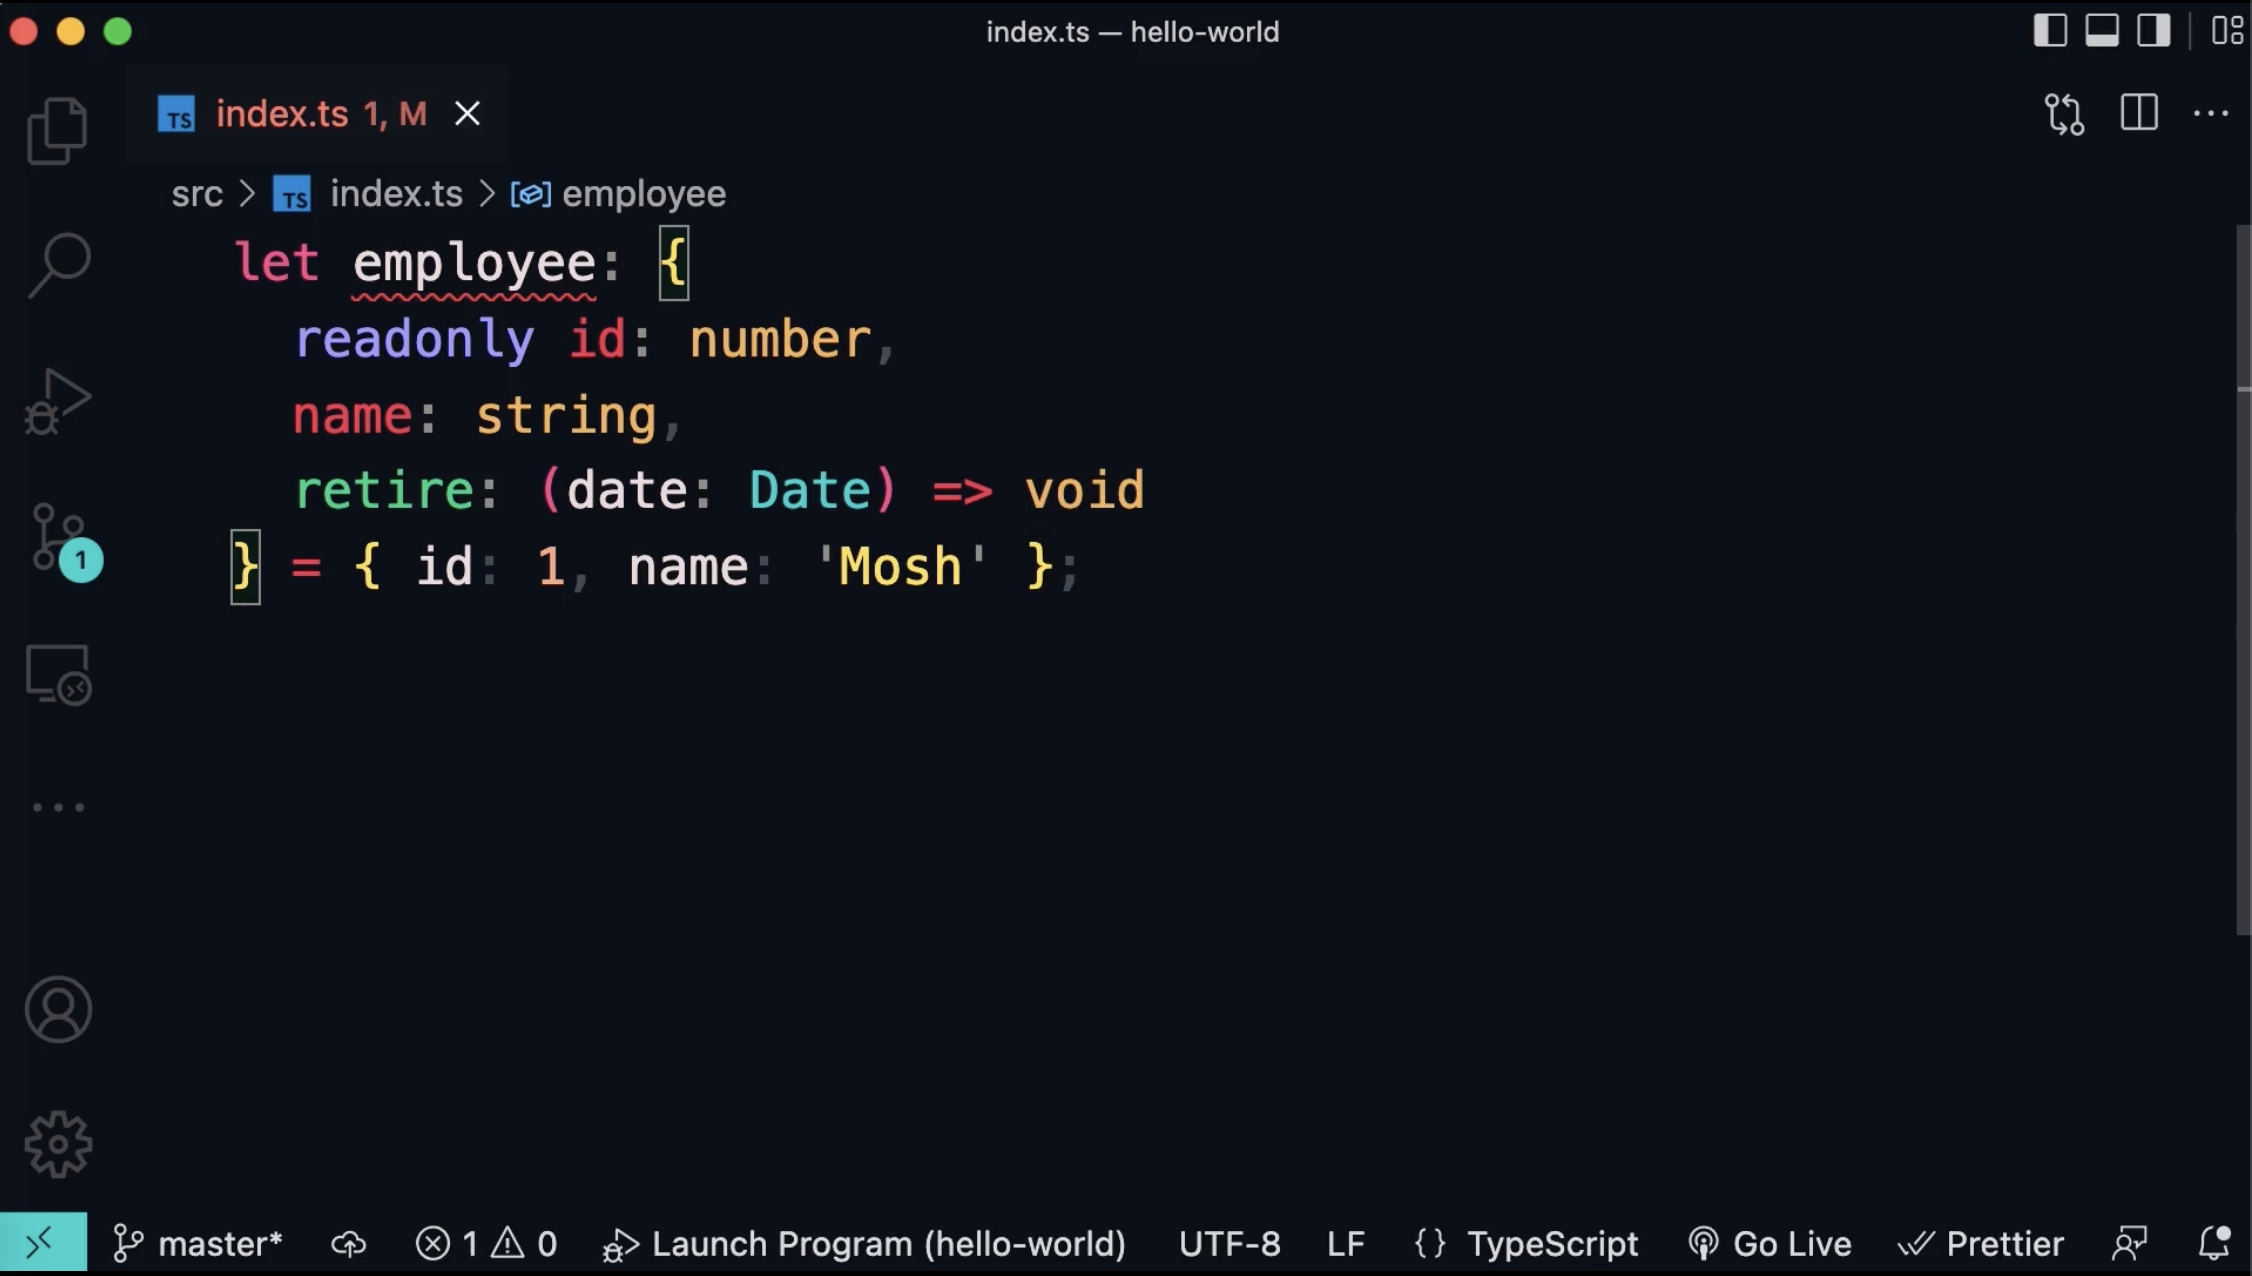 index.ts — hello-world
TS index.ts 1, M
src > TS index.ts > employee
let employee: {
readonly id: number,
name: string,
retire: (date: Date) => void
} = { id: 1, name: 'Mosh' };
1
master* 1 0 Launch Program (hello-world) UTF-8 LF {} TypeScript Go Live Prettier